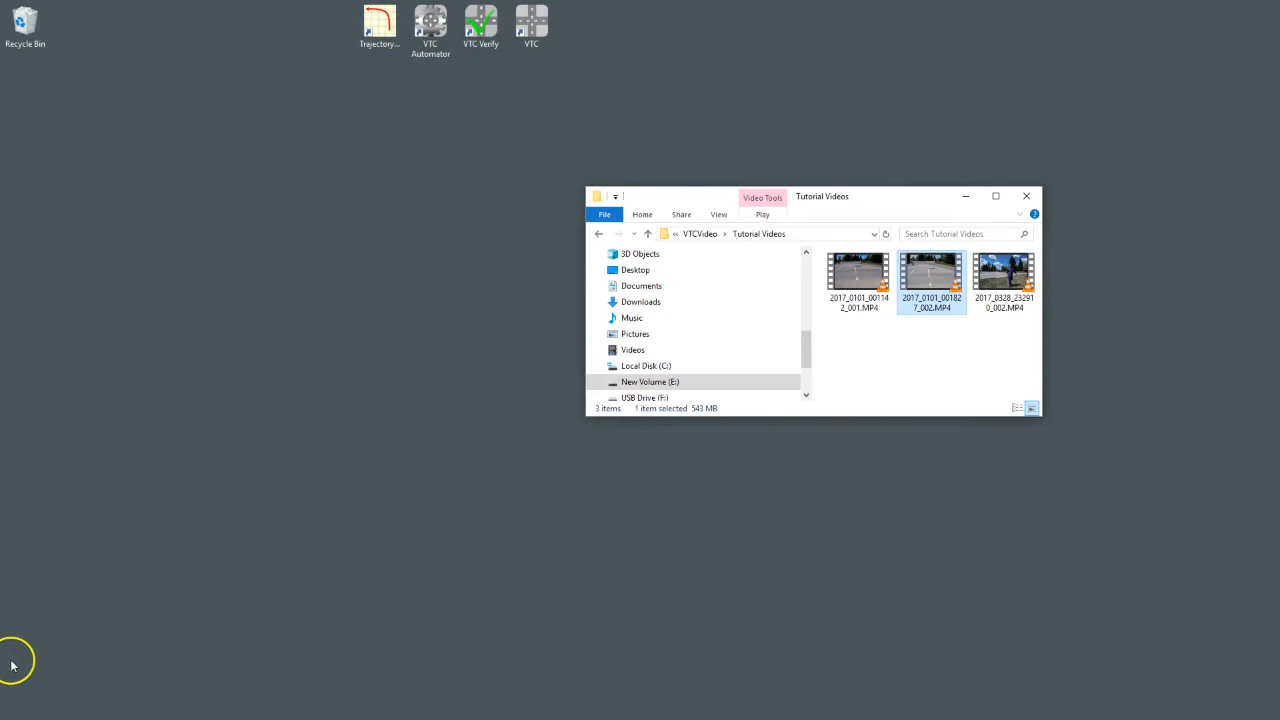 Recycle Bin
Trajectory...
VTC
Automator
VTC Verify
VTC
Video Tools
Tutorial Videos
File
Home
Share
View
Play
« VTCVideo › Tutorial Videos
Search Tutorial Videos
3D Objects
Desktop
Documents
Downloads
Music
Pictures
Videos
Local Disk (C:)
New Volume (E:)
USB Drive (F:)
2017_0101_00114
2_001.MP4
2017_0101_00182
7_002.MP4
2017_0328_23291
0_002.MP4
3 items
1 item selected 543 MB